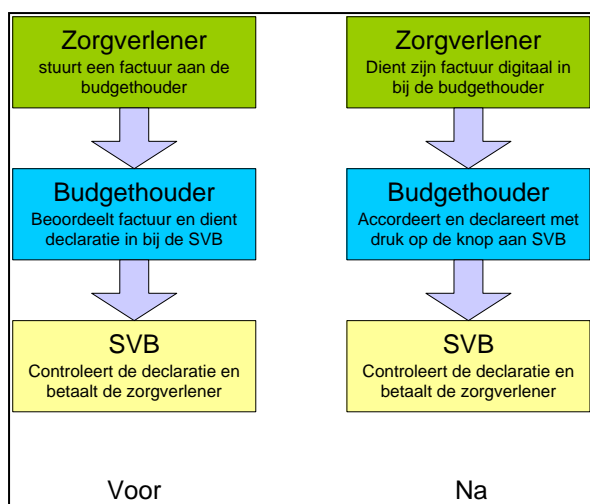 Zorgverlener
stuurt een factuur aan de
budgethouder
Budgethouder
Beoordeelt factuur en dient
declaratie in bij de SVB
SVB
Controleert de declaratie en
betaalt de zorgverlener
Voor
Zorgverlener
Dient zijn factuur digitaal in
bij de budgethouder
Budgethouder
Accordeert en declareert met
druk op de knop aan SVB
SVB
Controleert de declaratie en
betaalt de zorgverlener
Na